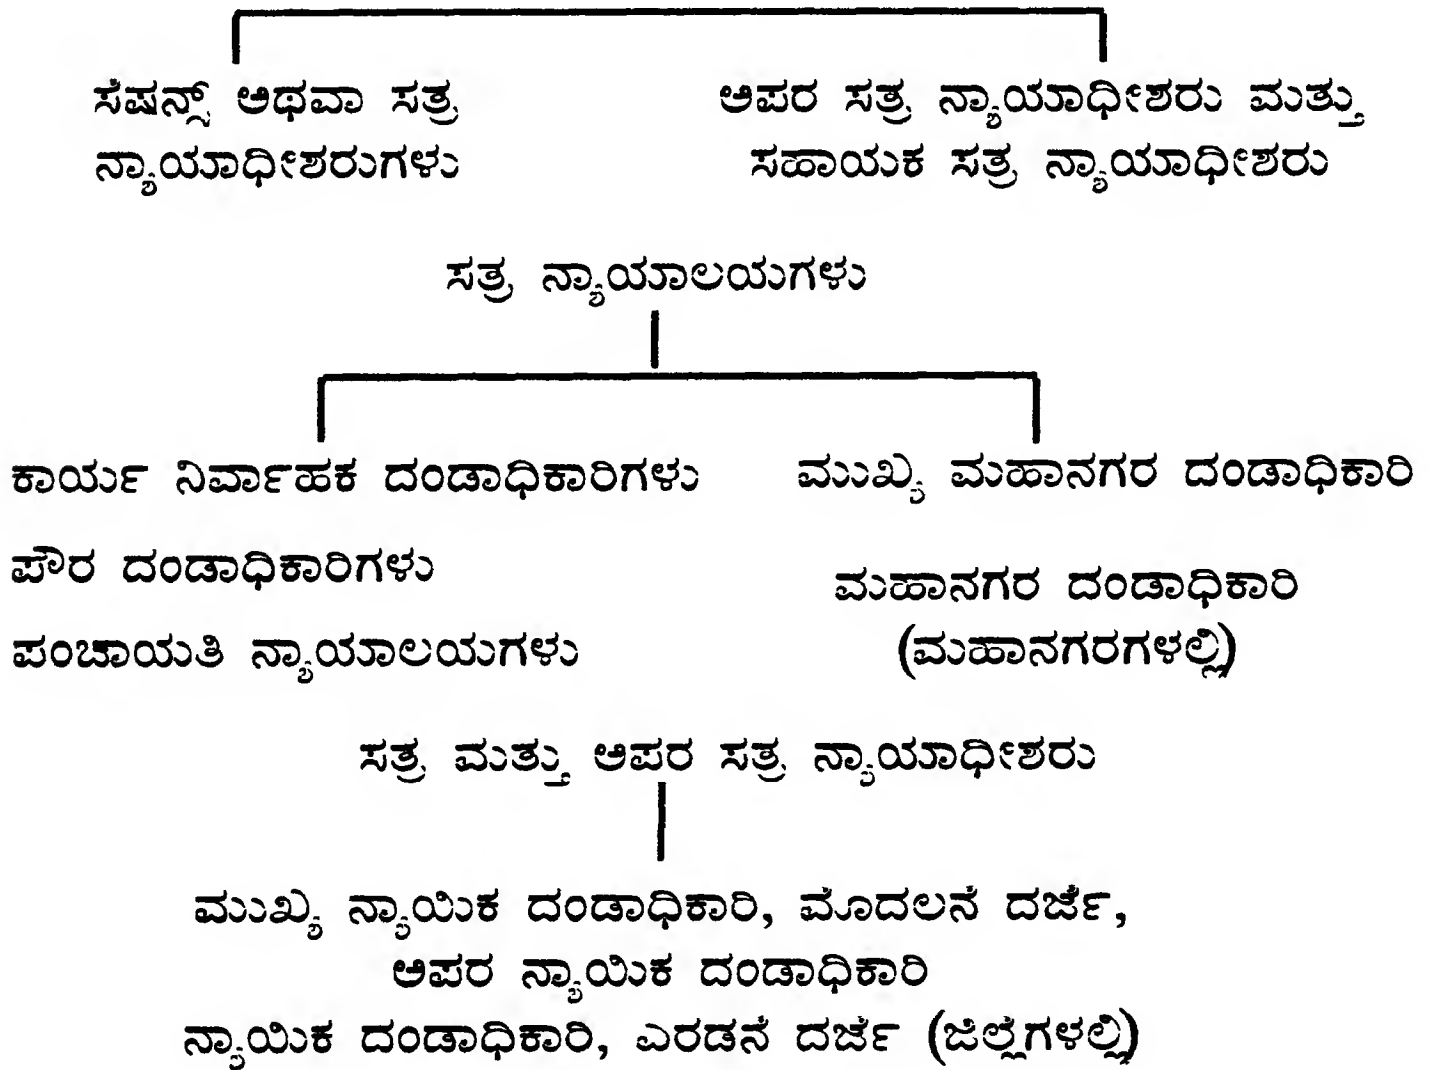 ಸೆಷನ್ಸ್ ಅಥವಾ ಸತ್ರ
ನ್ಯಾಯಾಧೀಶರುಗಳು
ಅಪರ ಸತ್ರ ನ್ಯಾಯಾಧೀಶರು ಮತ್ತು
ಸಹಾಯಕ ಸತ್ರ ನ್ಯಾಯಾಧೀಶರು
ಸತ್ರ ನ್ಯಾಯಾಲಯಗಳು
ಕಾರ್ಯ ನಿರ್ವಾಹಕ ದಂಡಾಧಿಕಾರಿಗಳು
ಪೌರ ದಂಡಾಧಿಕಾರಿಗಳು
ಪಂಚಾಯತಿ ನ್ಯಾಯಾಲಯಗಳು
ಮುಖ್ಯ ಮಹಾನಗರ ದಂಡಾಧಿಕಾರಿ
ಮಹಾನಗರ ದಂಡಾಧಿಕಾರಿ
(ಮಹಾನಗರಗಳಲ್ಲಿ)
ಸತ್ರ ಮತ್ತು ಅಪರ ಸತ್ರ ನ್ಯಾಯಾಧೀಶರು
ಮುಖ್ಯ ನ್ಯಾಯಿಕ ದಂಡಾಧಿಕಾರಿ, ಮೊದಲನೆ ದರ್ಜೆ,
ಅಪರ ನ್ಯಾಯಿಕ ದಂಡಾಧಿಕಾರಿ
ನ್ಯಾಯಿಕ ದಂಡಾಧಿಕಾರಿ, ಎರಡನೆ ದರ್ಜೆ (ಜಿಲ್ಲೆಗಳಲ್ಲಿ)